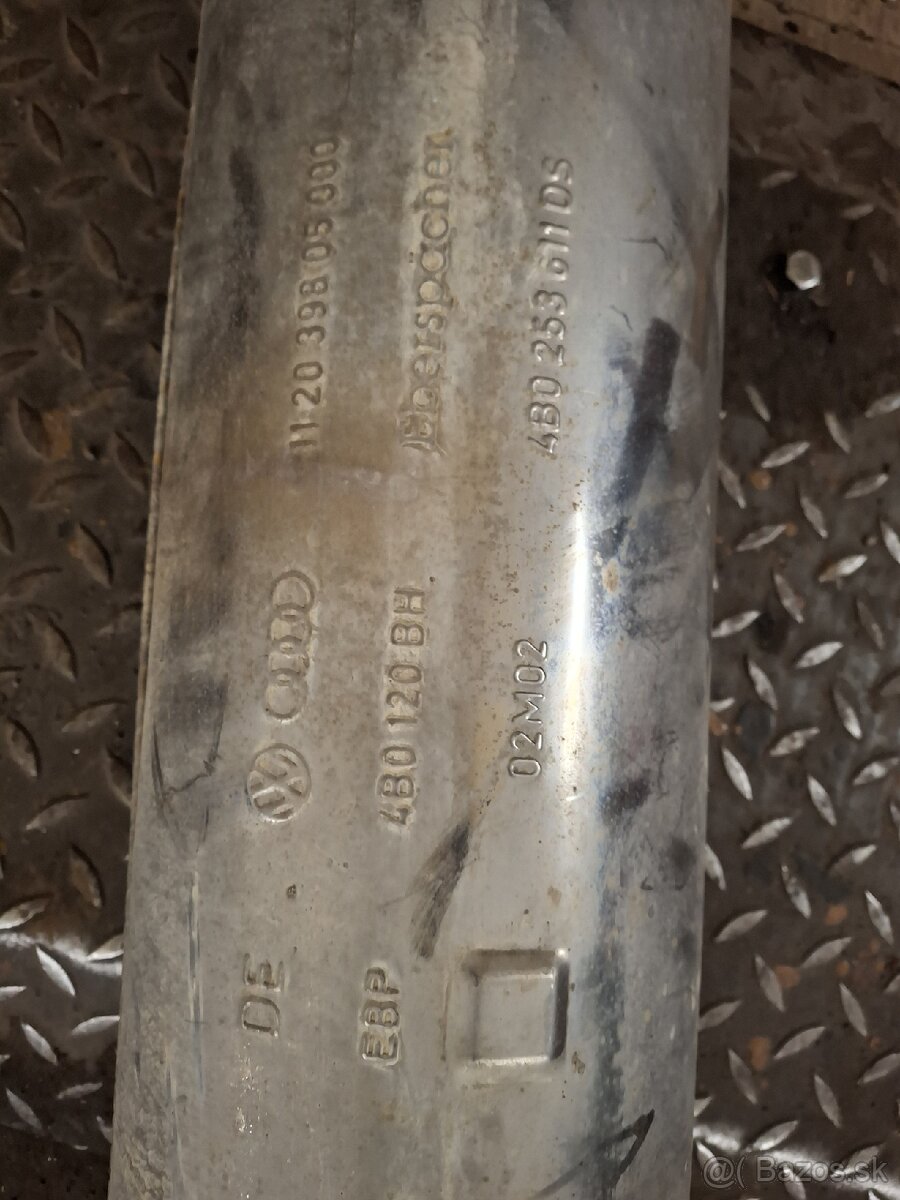 11 20 398 05 000
Eberspächer
4B0 253 611 DS
4B0 120 BH
02M02
DE
EBP
@( Bazos.sk